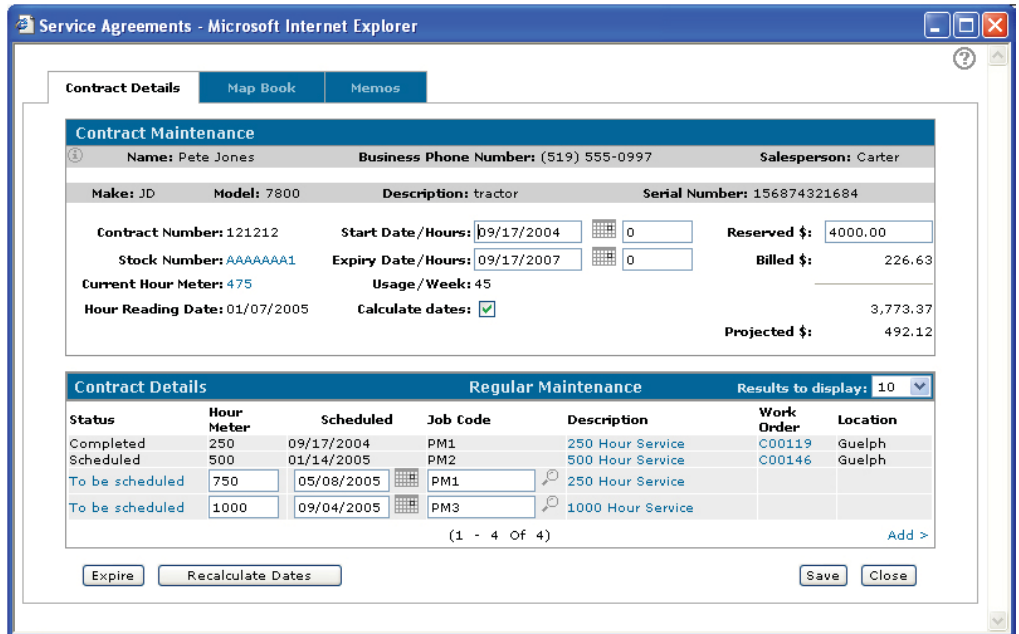 Service Agreements - Microsoft Internet Explorer
Contract Details Map Book Memos
Contract Maintenance
Name: Pete Jones Business Phone Number: (519) 555-0997 Salesperson: Carter
Make: JD Model: 7800 Description: tractor Serial Number: 156874321684
Contract Number: 121212 Start Date/Hours: 09/17/2004 0 Reserved $: 4000.00
Stock Number: AAAAAAA1 Expiry Date/Hours: 09/17/2007 0 Billed $: 226.63
Current Hour Meter: 475 Usage/Week: 45
Hour Reading Date: 01/07/2005 Calculate dates: 3,773.37
Projected $: 492.12
Contract Details Regular Maintenance Results to display: 10
Status Hour Meter Scheduled Job Code Description Work Order Location
Completed 250 09/17/2004 PM1 250 Hour Service C00119 Guelph
Scheduled 500 01/14/2005 PM2 500 Hour Service C00146 Guelph
To be scheduled 750 05/08/2005 PM1 250 Hour Service
To be scheduled 1000 09/04/2005 PM3 1000 Hour Service
(1 - 4 Of 4) Add >
Expire Recalculate Dates Save Close